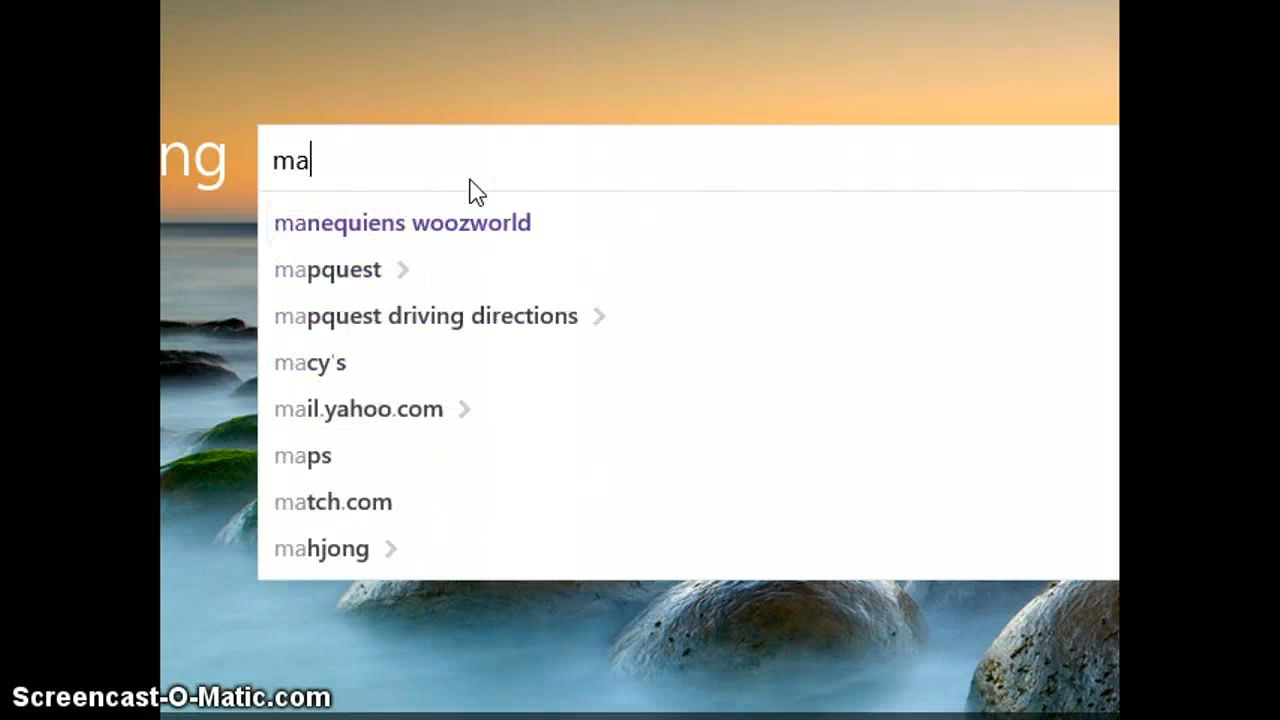 ng
ma
manequiens woozworld
mapquest
mapquest driving directions
macy's
mail.yahoo.com
maps
match.com
mahjong
Screencast-O-Matic.com